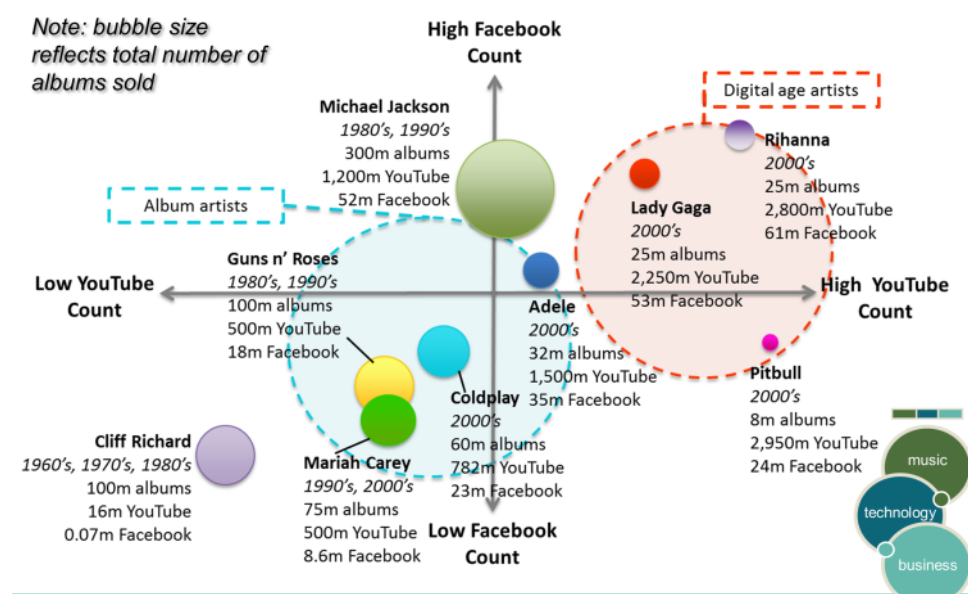 Note: bubble size
reflects total number of
albums sold
High Facebook
Count
Digital age artists
Michael Jackson
1980's, 1990's
300m albums
1,200m YouTube
52m Facebook
Rihanna
2000's
25m albums
2,800m YouTube
61m Facebook
Album artists
Lady Gaga
2000's
25m albums
2,250m YouTube
53m Facebook
Guns n' Roses
1980's, 1990's
100m albums
500m YouTube
18m Facebook
Low YouTube
Count
High YouTube
Count
Adele
2000's
32m albums
1,500m YouTube
35m Facebook
Pitbull
2000's
8m albums
2,950m YouTube
24m Facebook
Coldplay
2000's
60m albums
782m YouTube
23m Facebook
Cliff Richard
1960's, 1970's, 1980's
100m albums
16m YouTube
0.07m Facebook
Mariah Carey
1990's, 2000's
75m albums
500m YouTube
8.6m Facebook
Low Facebook
Count
music
technology
business